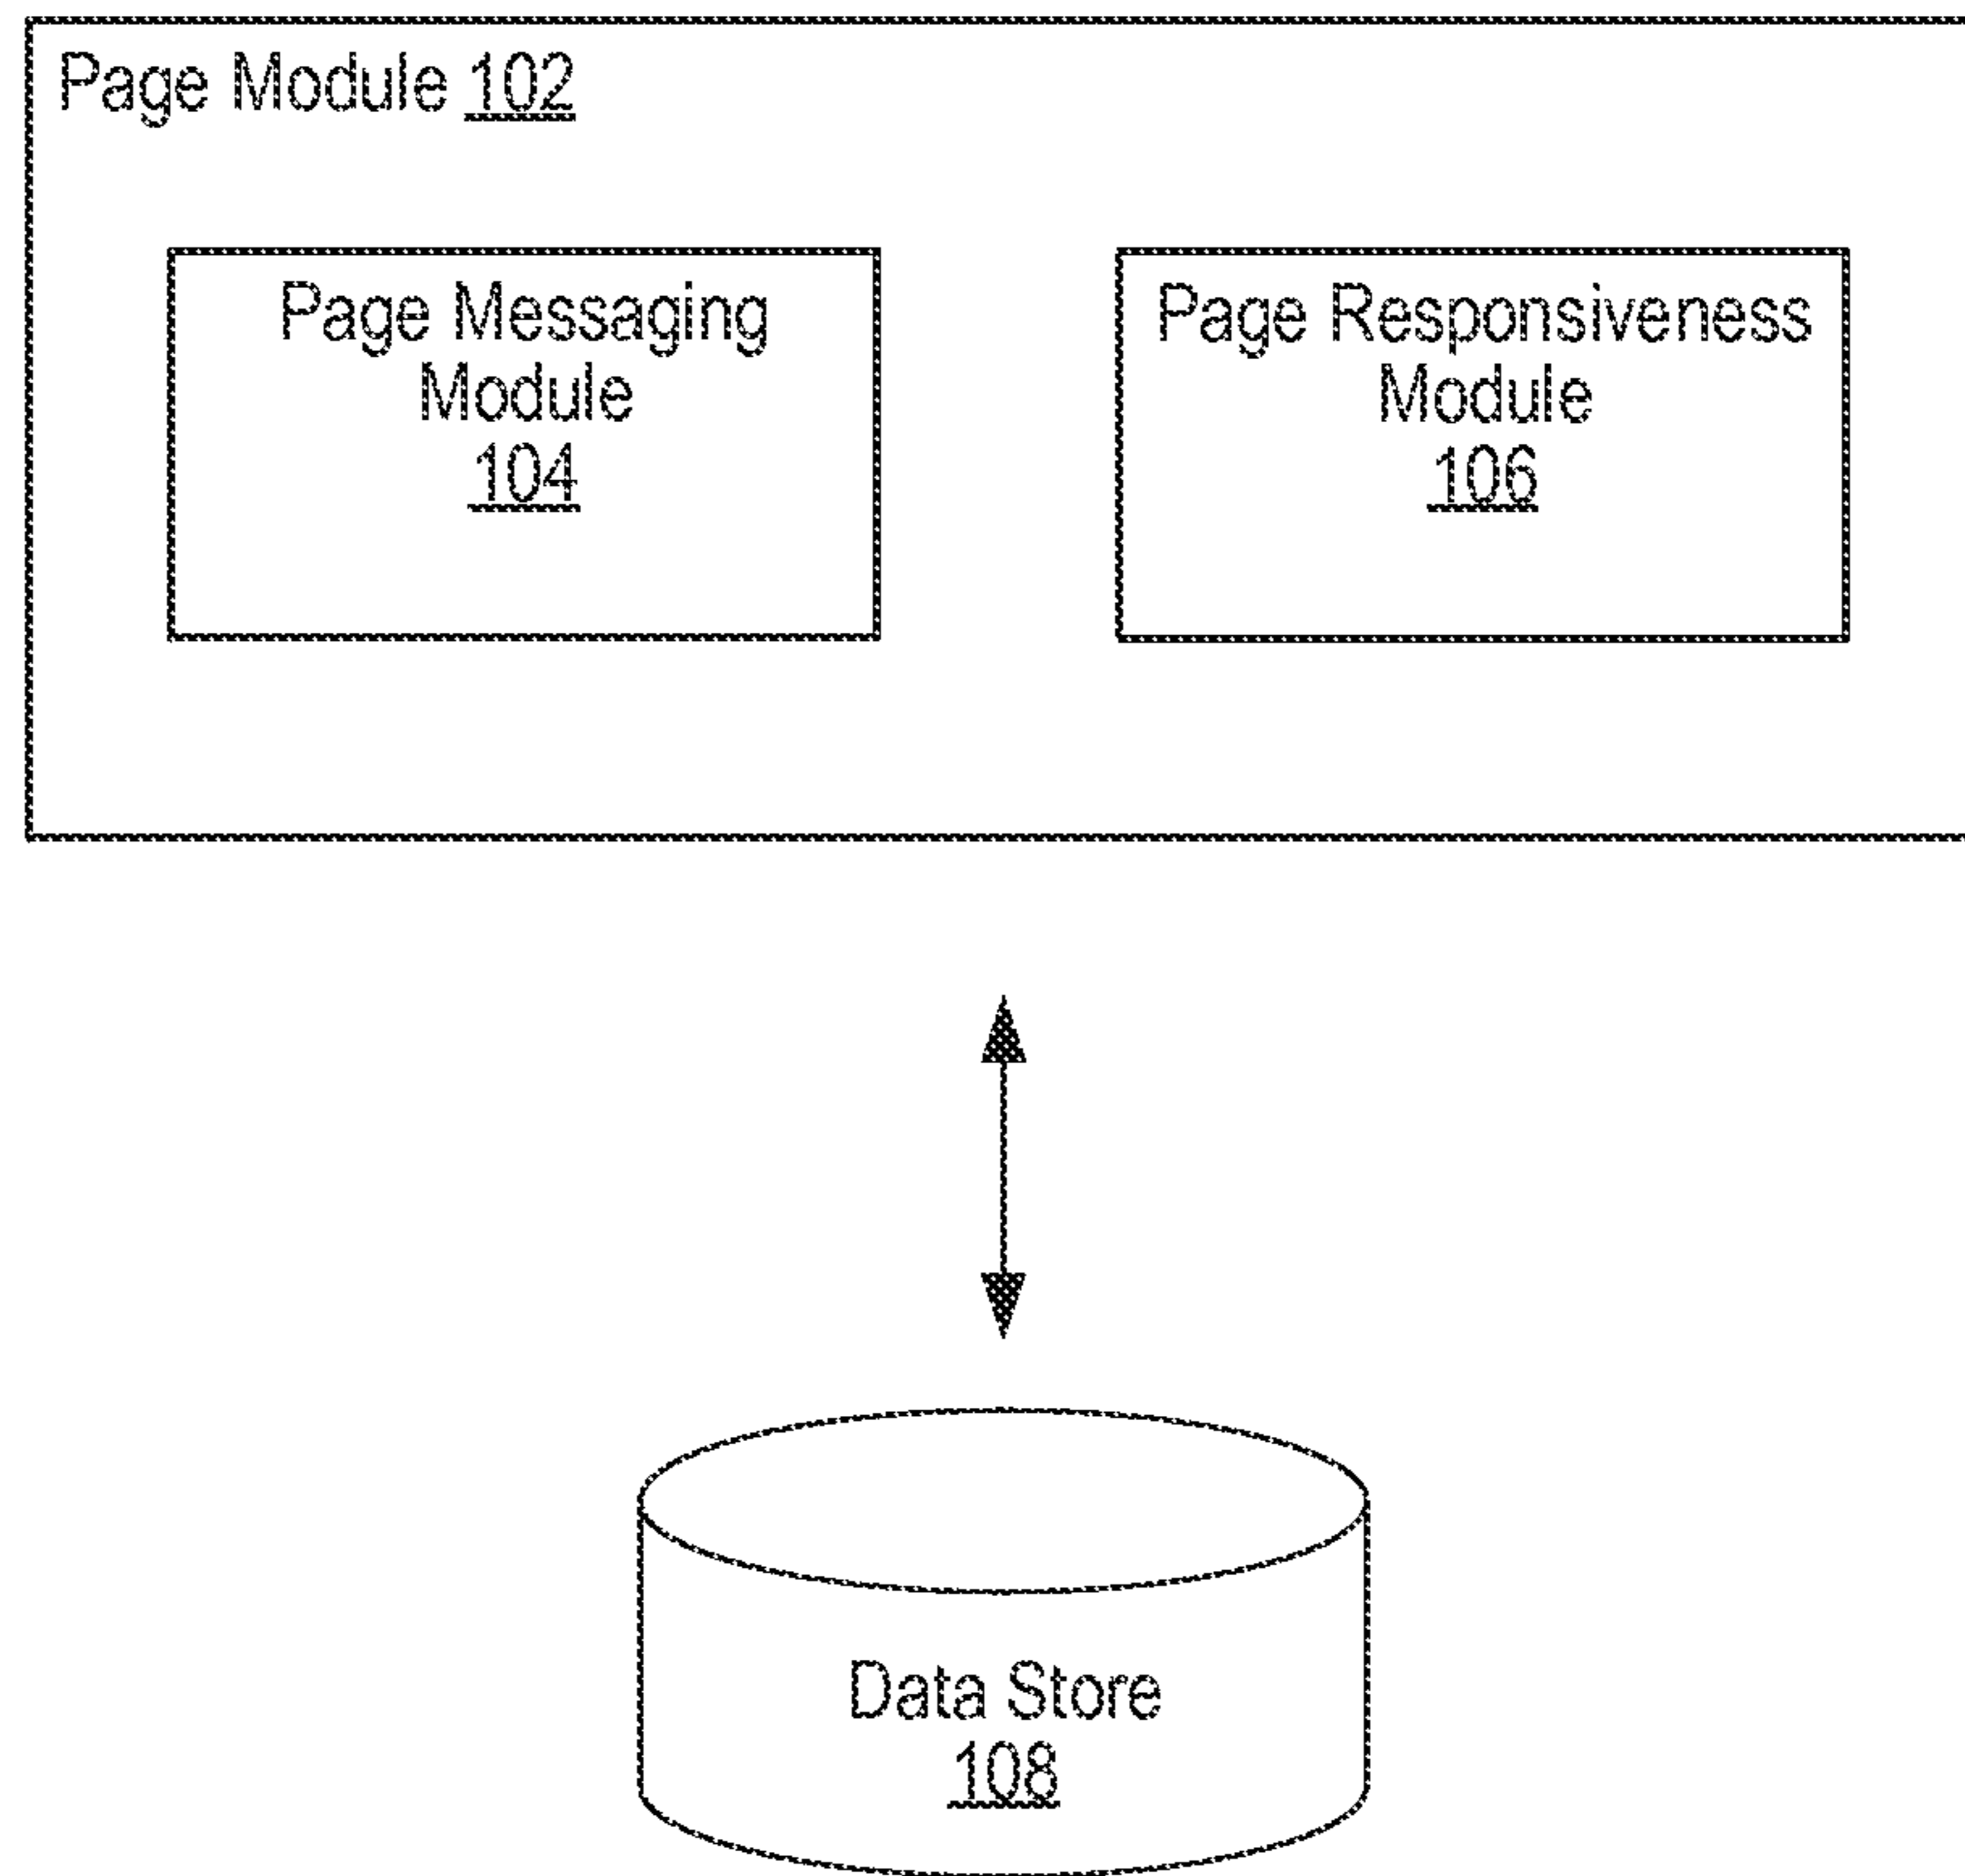 Page Module 102
Page Messaging
Module
104
Page Responsiveness
Module
106
Data Store
108